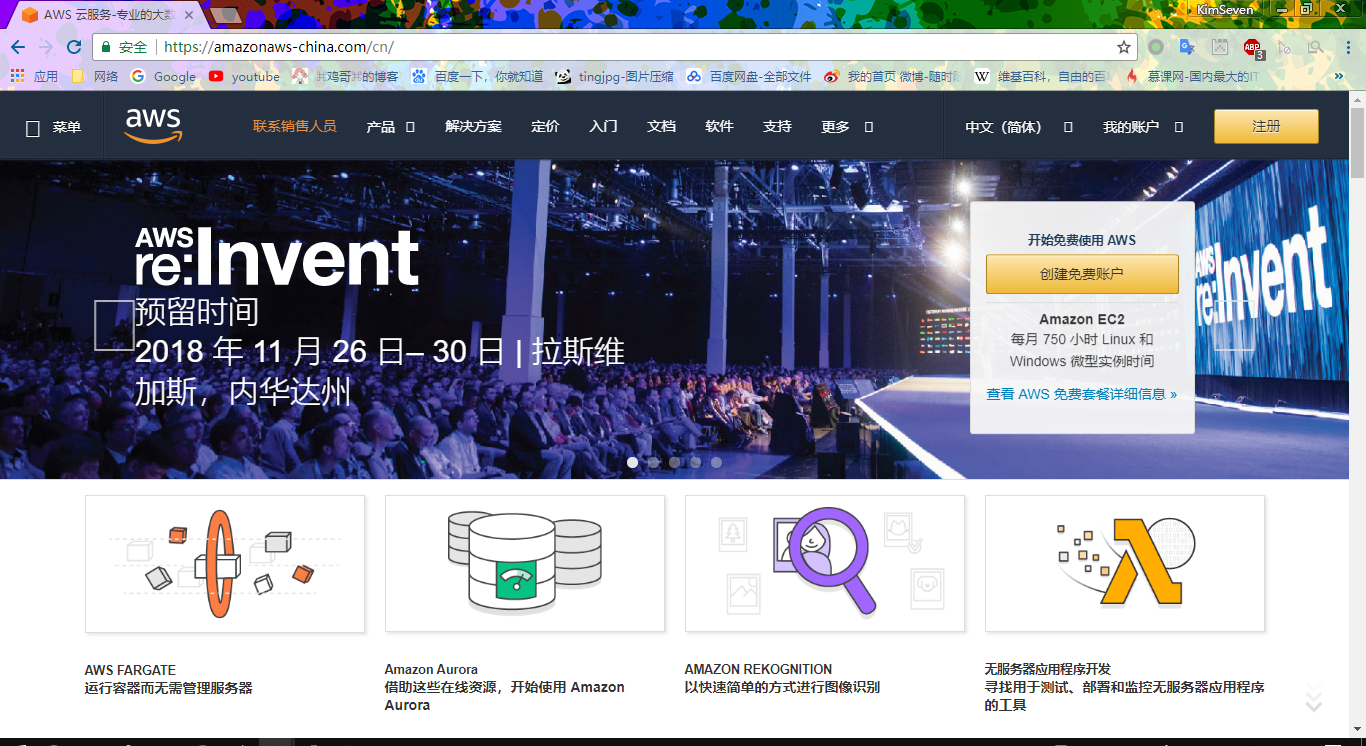 AWS 云服务-专业的大数
KimSeven
安全
https://amazonaws-china.com/cn/
应用
网络
Google
youtube
我鸡哥我的博客
百度一下，你就知道
tingjpg-图片压缩
百度网盘-全部文件
我的首页 微博-随时随
维基百科，自由的百
慕课网-国内最大的IT
»
ABP
3
菜单
aws
联系销售人员
产品
解决方案
定价
入门
文档
软件
支持
更多
中文（简体）
我的账户
注册
AWS
re:Invent
预留时间
2018 年 11 月 26 日– 30 日 | 拉斯维
加斯，内华达州
开始免费使用 AWS
创建免费账户
Amazon EC2
每月 750 小时 Linux 和
Windows 微型实例时间
查看 AWS 免费套餐详细信息 »
AWS
re:Invent
AWS FARGATE
运行容器而无需管理服务器
Amazon Aurora
借助这些在线资源，开始使用 Amazon
Aurora
AMAZON REKOGNITION
以快速简单的方式进行图像识别
无服务器应用程序开发
寻找用于测试、部署和监控无服务器应用程序
的工具